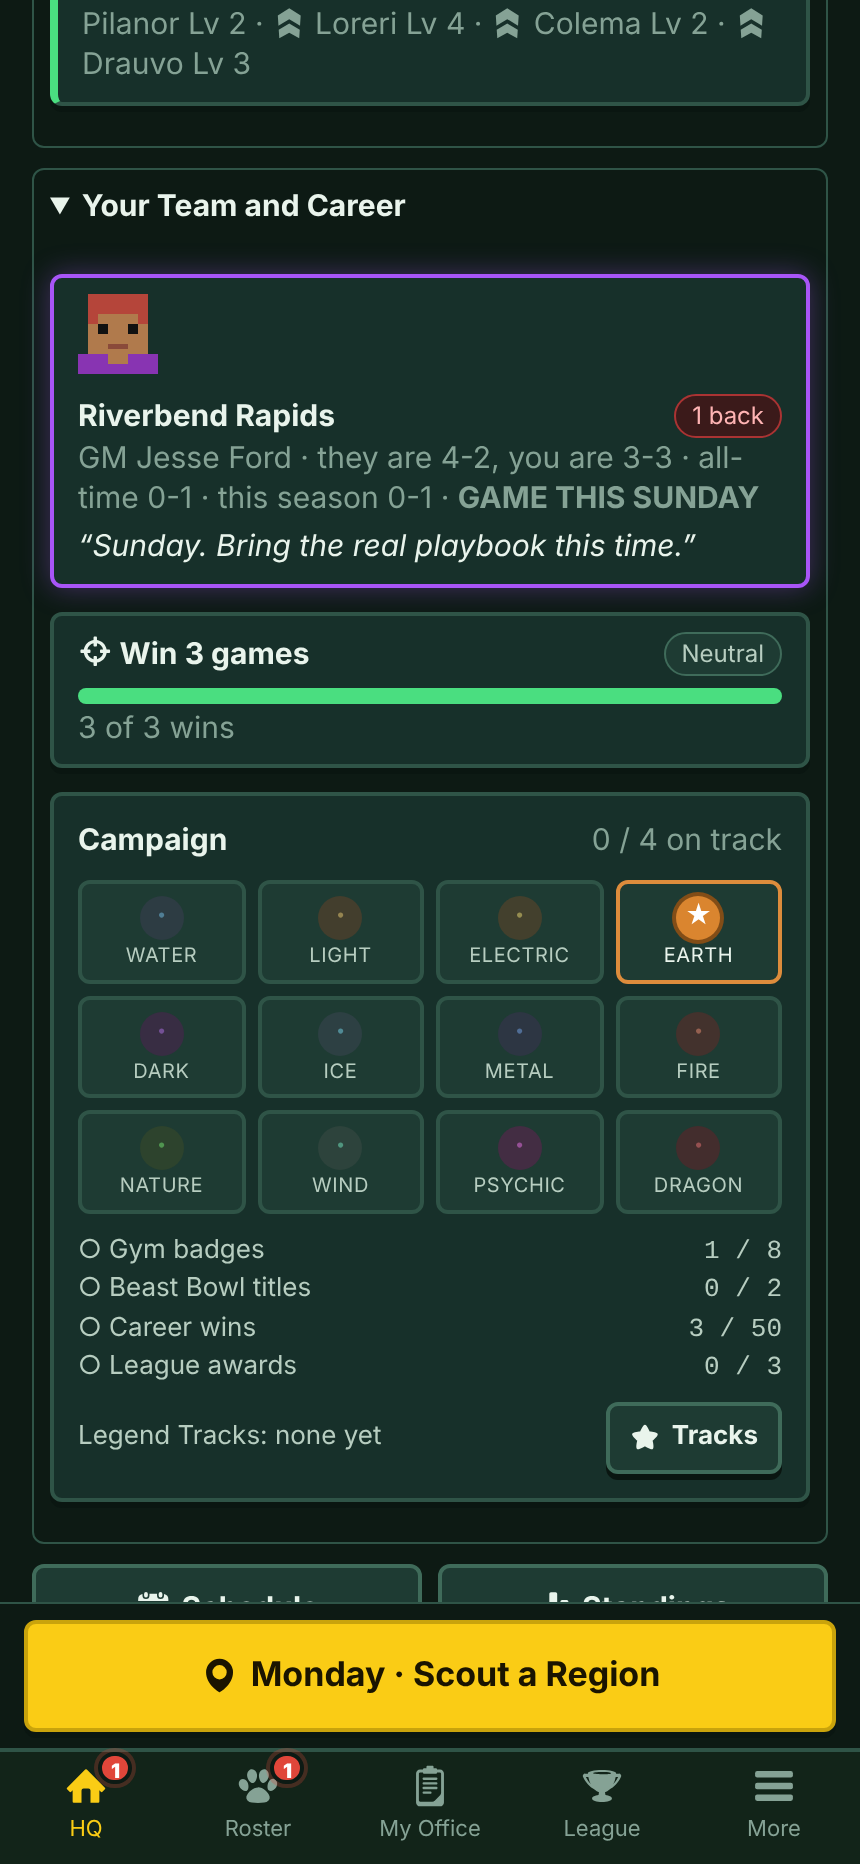 Pilanor Lv 2 · Loreri Lv 4 · Colema Lv 2 ·
Drauvo Lv 3
Your Team and Career
Riverbend Rapids
1 back
GM Jesse Ford · they are 4-2, you are 3-3 · all-
time 0-1 · this season 0-1 · GAME THIS SUNDAY
“Sunday. Bring the real playbook this time.”
Win 3 games
Neutral
3 of 3 wins
Campaign
0 / 4 on track
WATER
LIGHT
ELECTRIC
EARTH
DARK
ICE
METAL
FIRE
NATURE
WIND
PSYCHIC
DRAGON
Gym badges 1 / 8
Beast Bowl titles 0 / 2
Career wins 3 / 50
League awards 0 / 3
Legend Tracks: none yet
Tracks
Schedule
Standings
Monday · Scout a Region
1
1
HQ
Roster
My Office
League
More